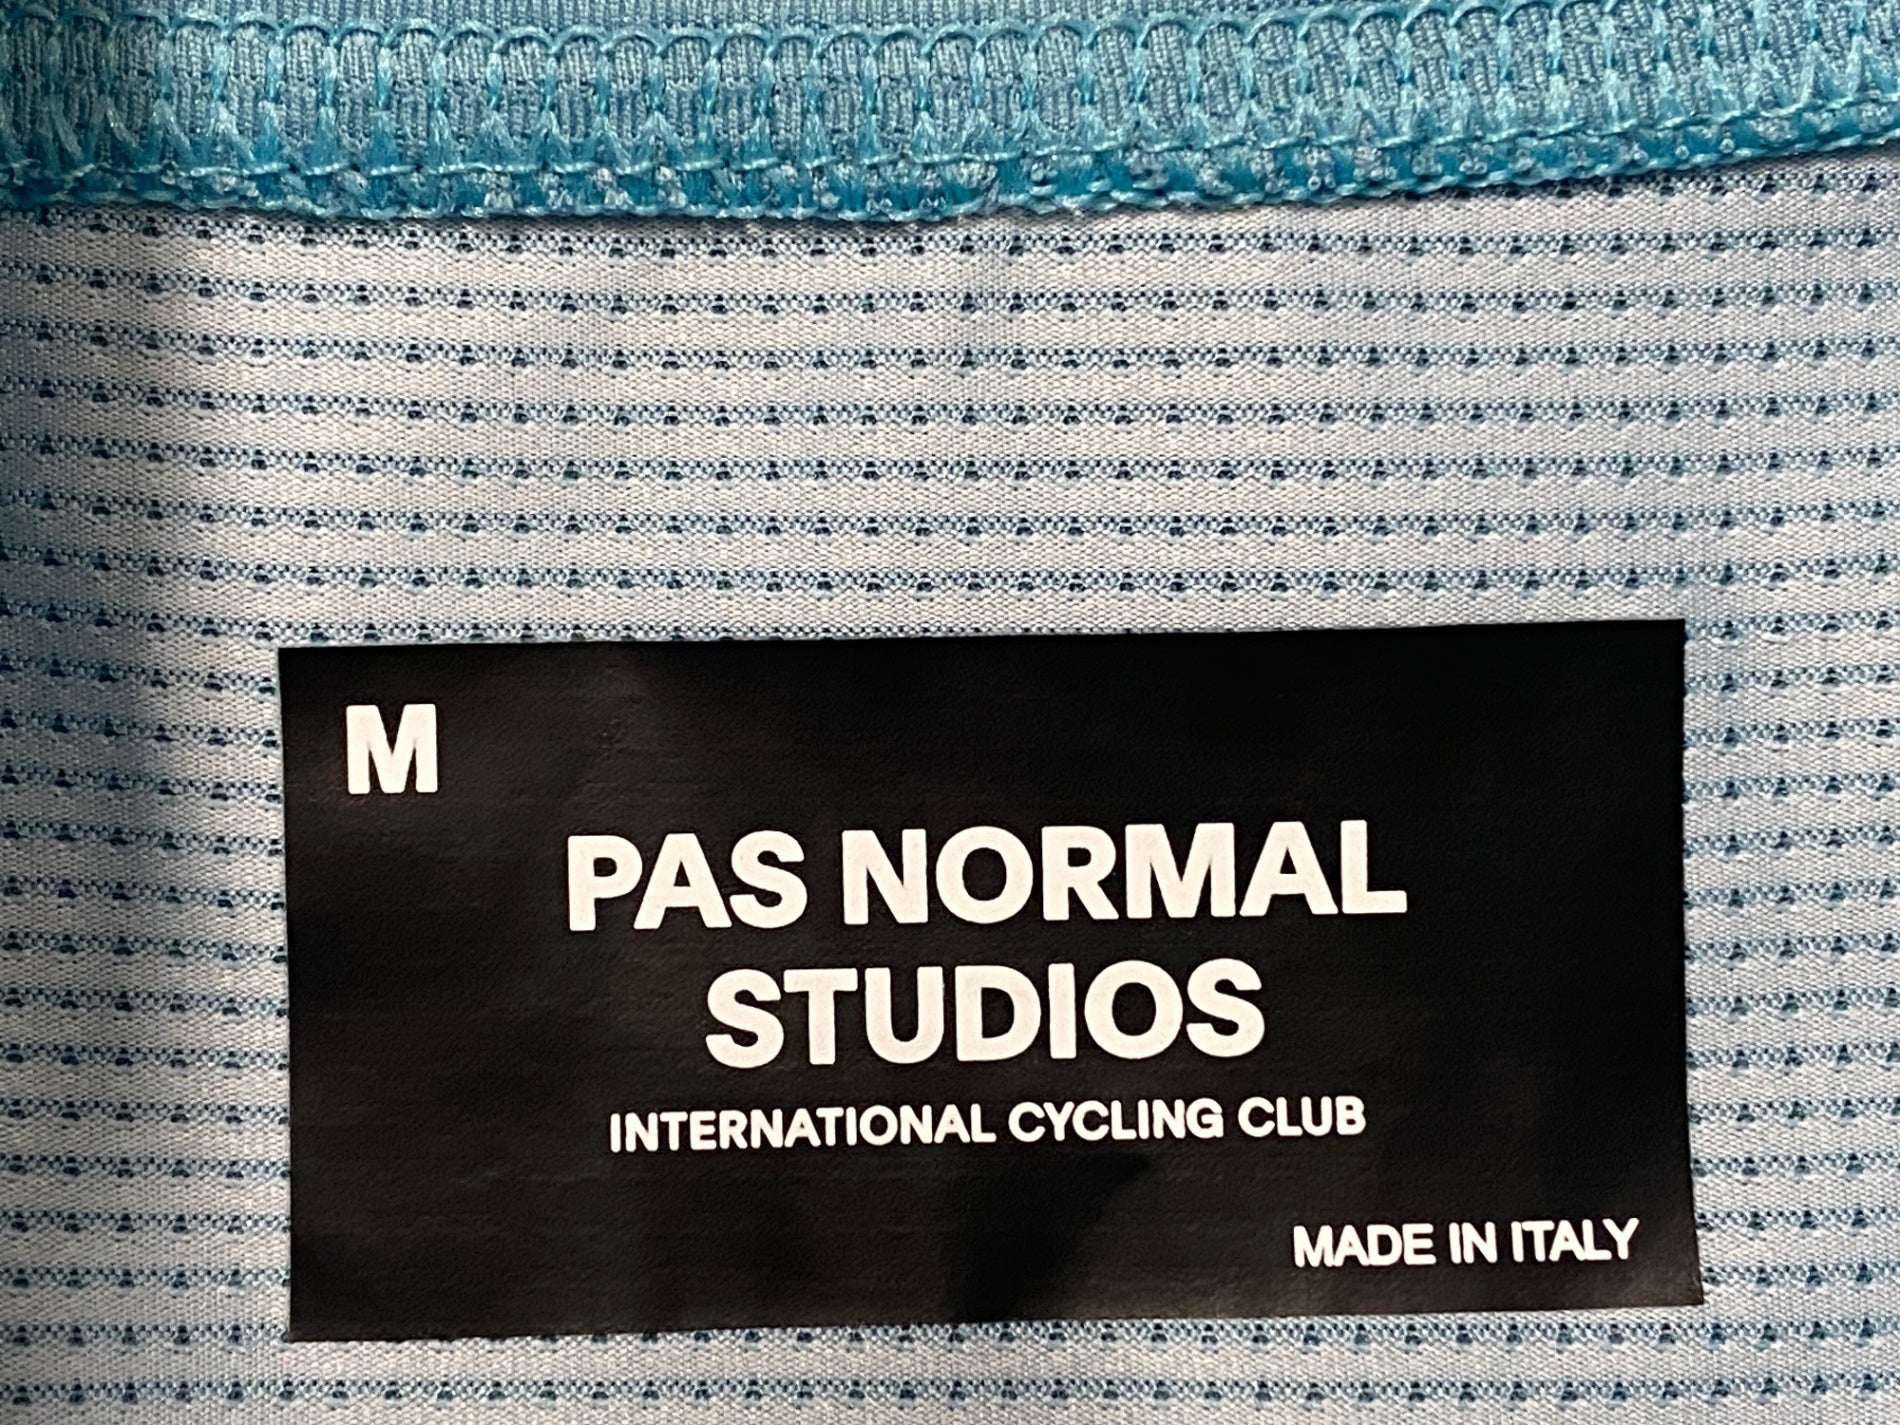 M
PAS NORMAL
STUDIOS
INTERNATIONAL CYCLING CLUB
MADE IN ITALY